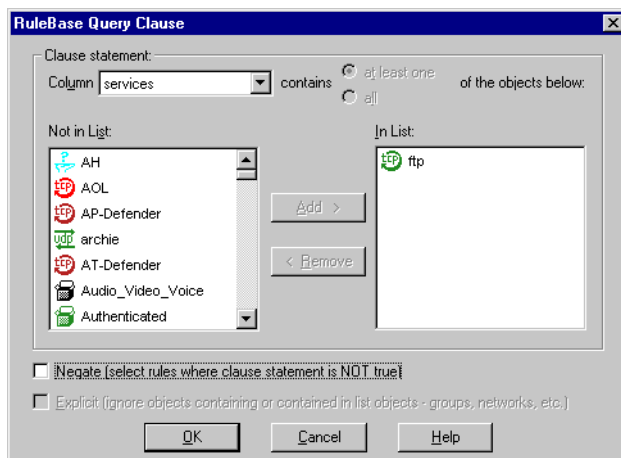 RuleBase Query Clause
Clause statement:
Column services contains at least one of the objects below:
all
Not in List:
In List:
AH
AOL
AP-Defender
archie
AT-Defender
Audio_Video_Voice
Authenticated
Add >
< Remove
ftp
Negate (select rules where clause statement is NOT true)
Explicit (ignore objects containing or contained in list objects - groups, networks, etc.)
OK Cancel Help